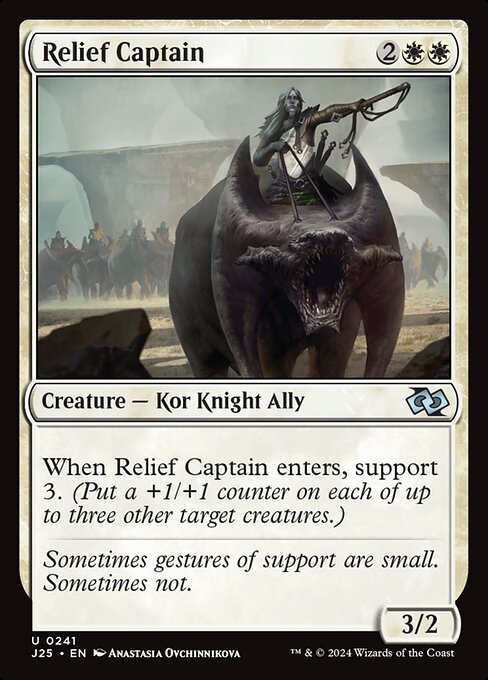 Relief Captain 2
Creature — Kor Knight Ally
When Relief Captain enters, support
3. (Put a +1/+1 counter on each of up
to three other target creatures.)
Sometimes gestures of support are small.
Sometimes not.
3/2
U 0241
J25 • EN Anastasia Ovchinnikova
™ & © 2024 Wizards of the Coast